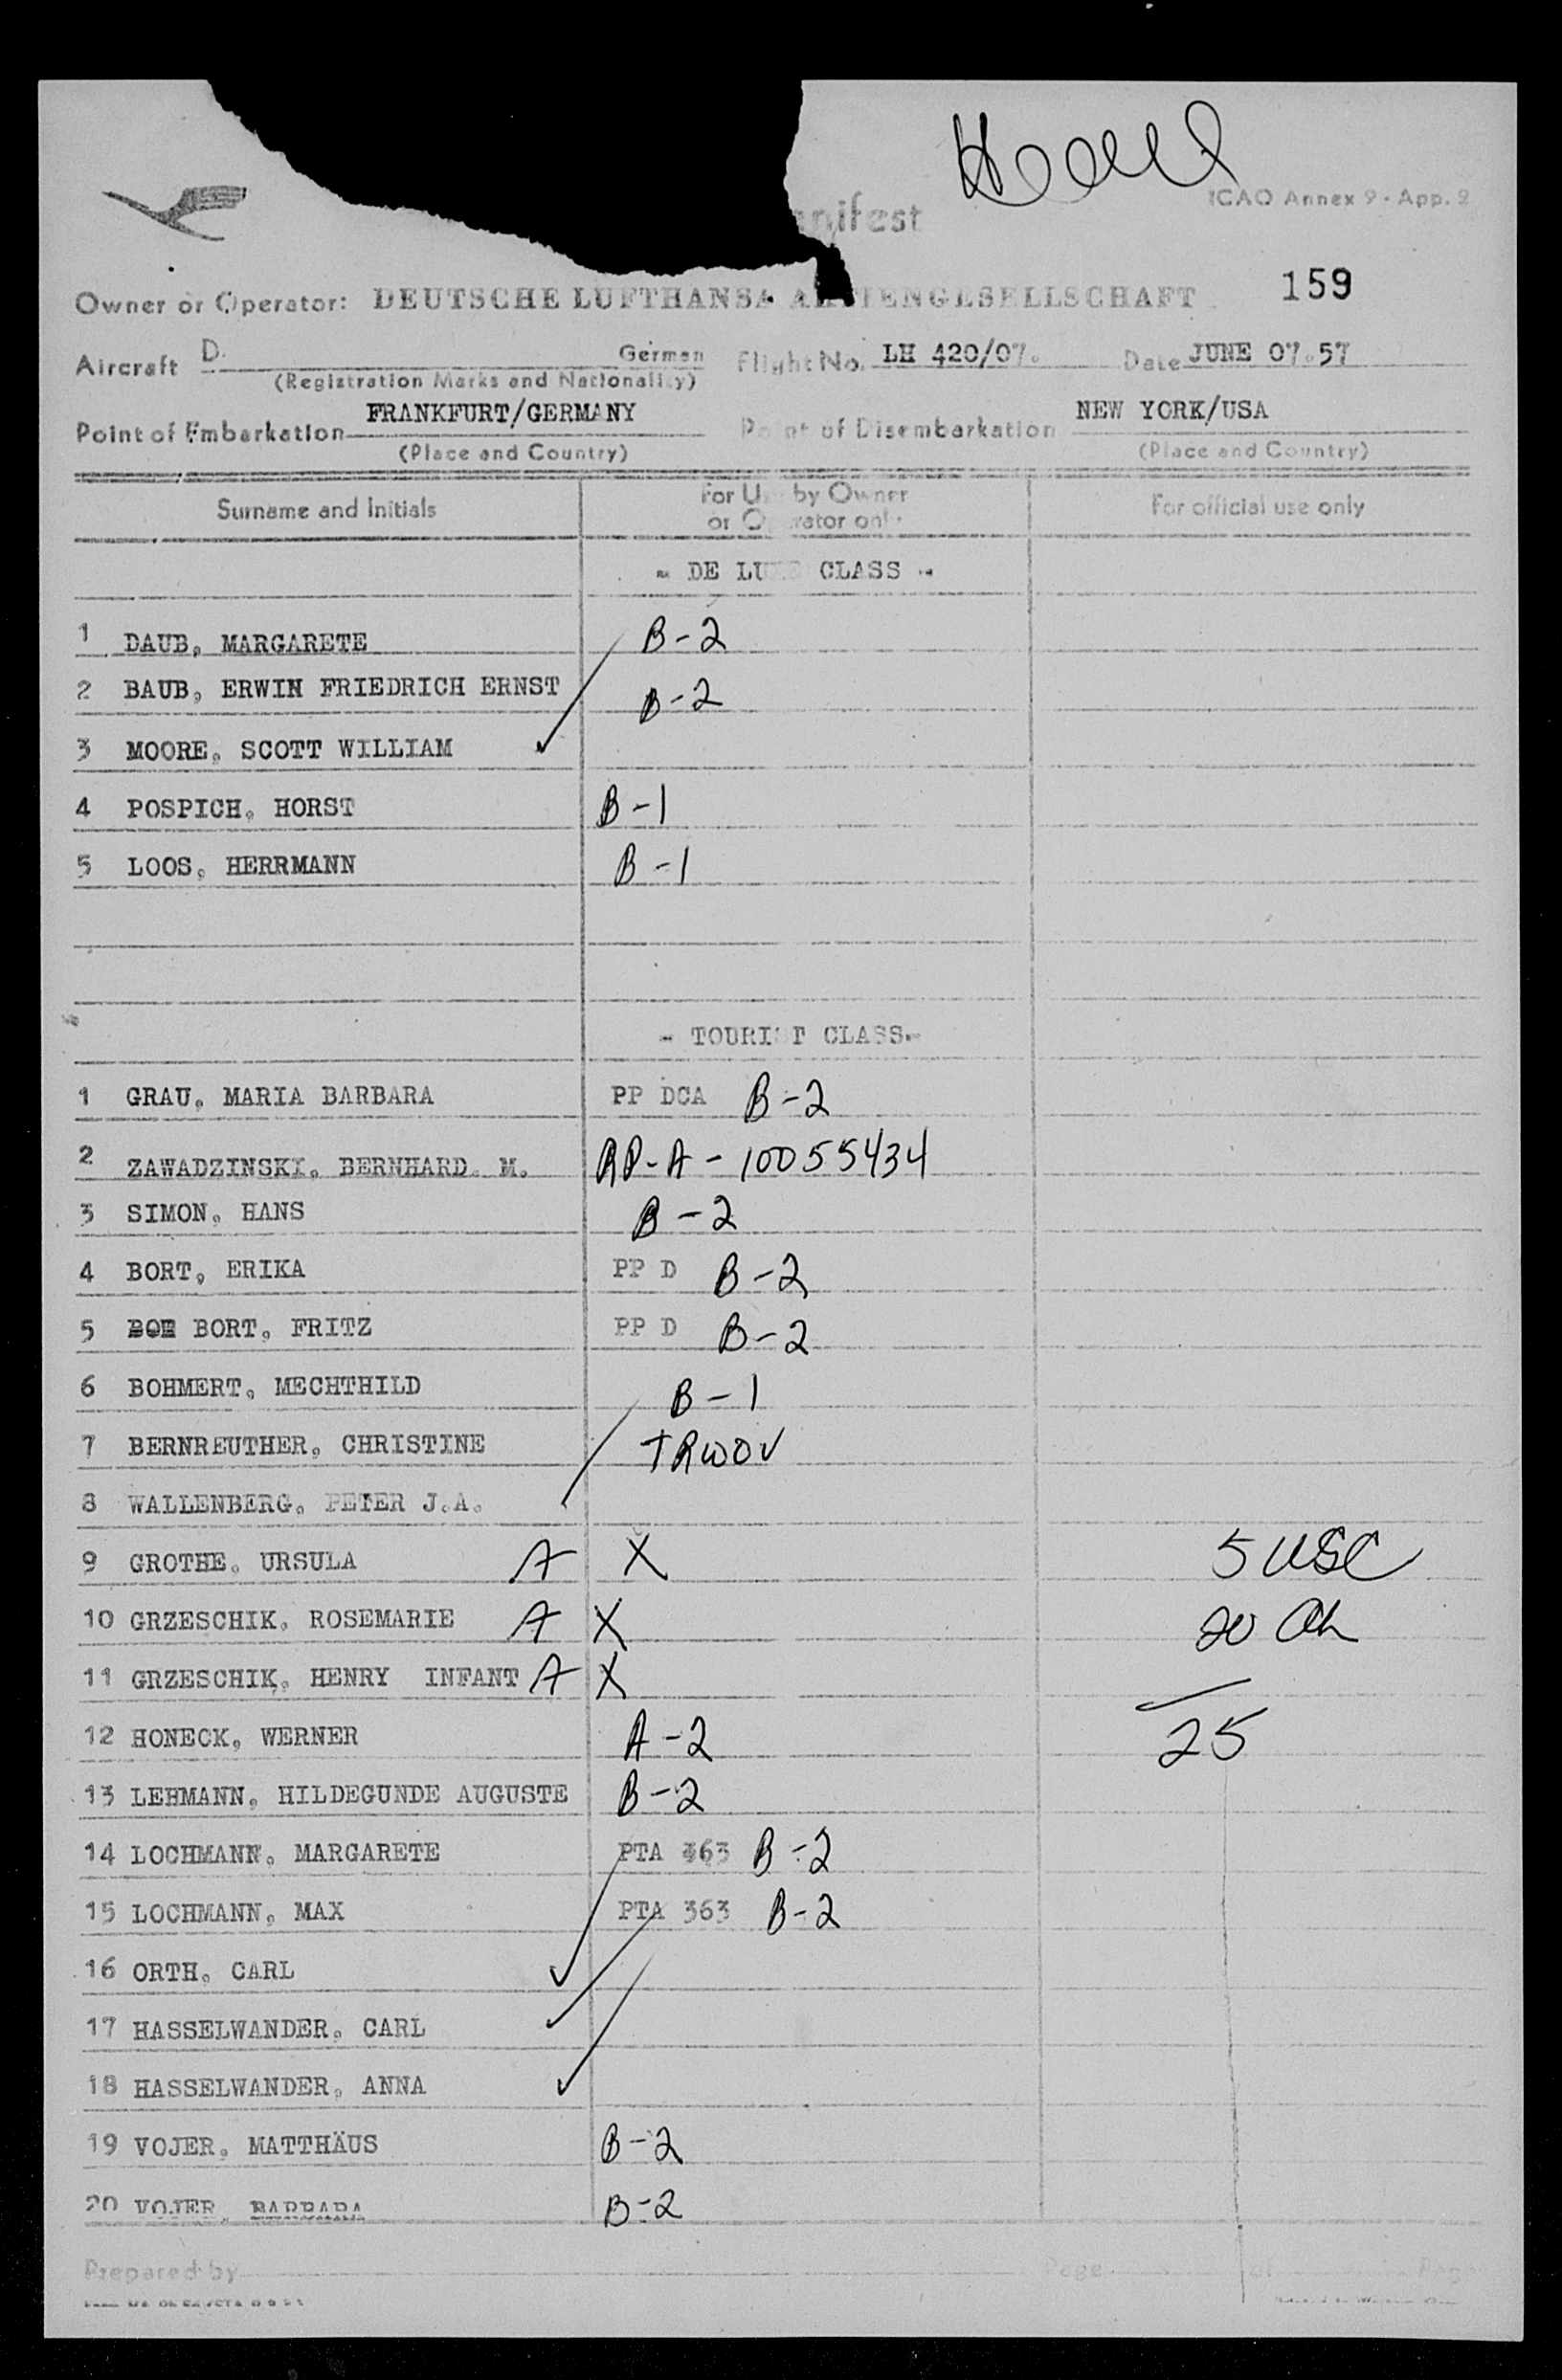 nifest
ICAO Annex 9 - App. 2
159
Owner or Operator: DEUTSCHE LUFTHANSA A TIENGESELLSCHAFT
Aircraft D. German Flight No. LH 420/07. Date JUNE 07.57
(Registration Marks and Nationality)
Point of Embarkation FRANKFURT/GERMANY Point of Disembarkation NEW YORK/USA
(Place and Country) (Place and Country)
Surname and Initials For Use by Owner or Operator only For official use only
- DE LUXE CLASS -
1 DAUB, MARGARETE B-2
2 BAUB, ERWIN FRIEDRICH ERNST B-2
3 MOORE, SCOTT WILLIAM
4 POSPICH, HORST B-1
5 LOOS, HERRMANN B-1
- TOURIST CLASS-
1 GRAU, MARIA BARBARA PP DCA B-2
2 ZAWADZINSKI, BERNHARD. M. RP-A-10055434
3 SIMON, HANS B-2
4 BORT, ERIKA PP D B-2
5 BOE BORT, FRITZ PP D B-2
6 BOHMERT, MECHTHILD B-1
7 BERNREUTHER, CHRISTINE TRWOV
8 WALLENBERG, PETER J.A.
9 GROTHE, URSULA A X 5 USC
10 GRZESCHIK, ROSEMARIE A X 20
11 GRZESCHIK, HENRY INFANT A X
12 HONECK, WERNER A-2 25
13 LEHMANN, HILDEGUNDE AUGUSTE B-2
14 LOCHMANN, MARGARETE PTA 363 B-2
15 LOCHMANN, MAX PTA 363 B-2
16 ORTH, CARL
17 HASSELWANDER, CARL
18 HASSELWANDER, ANNA
19 VOJER, MATTHÄUS B-2
20 VOJER, BARBARA B-2
Prepared by Page of